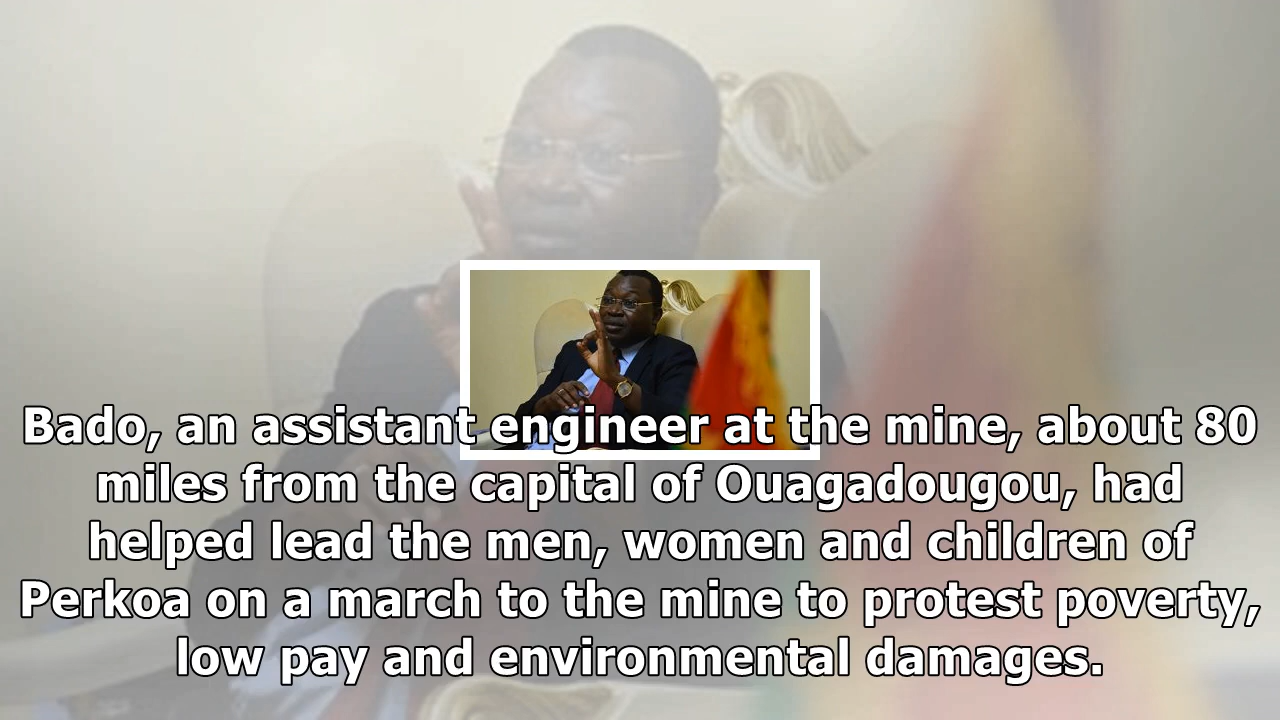 Bado, an assistant engineer at the mine, about 80
miles from the capital of Ouagadougou, had
helped lead the men, women and children of
Perkoa on a march to the mine to protest poverty,
low pay and environmental damages.